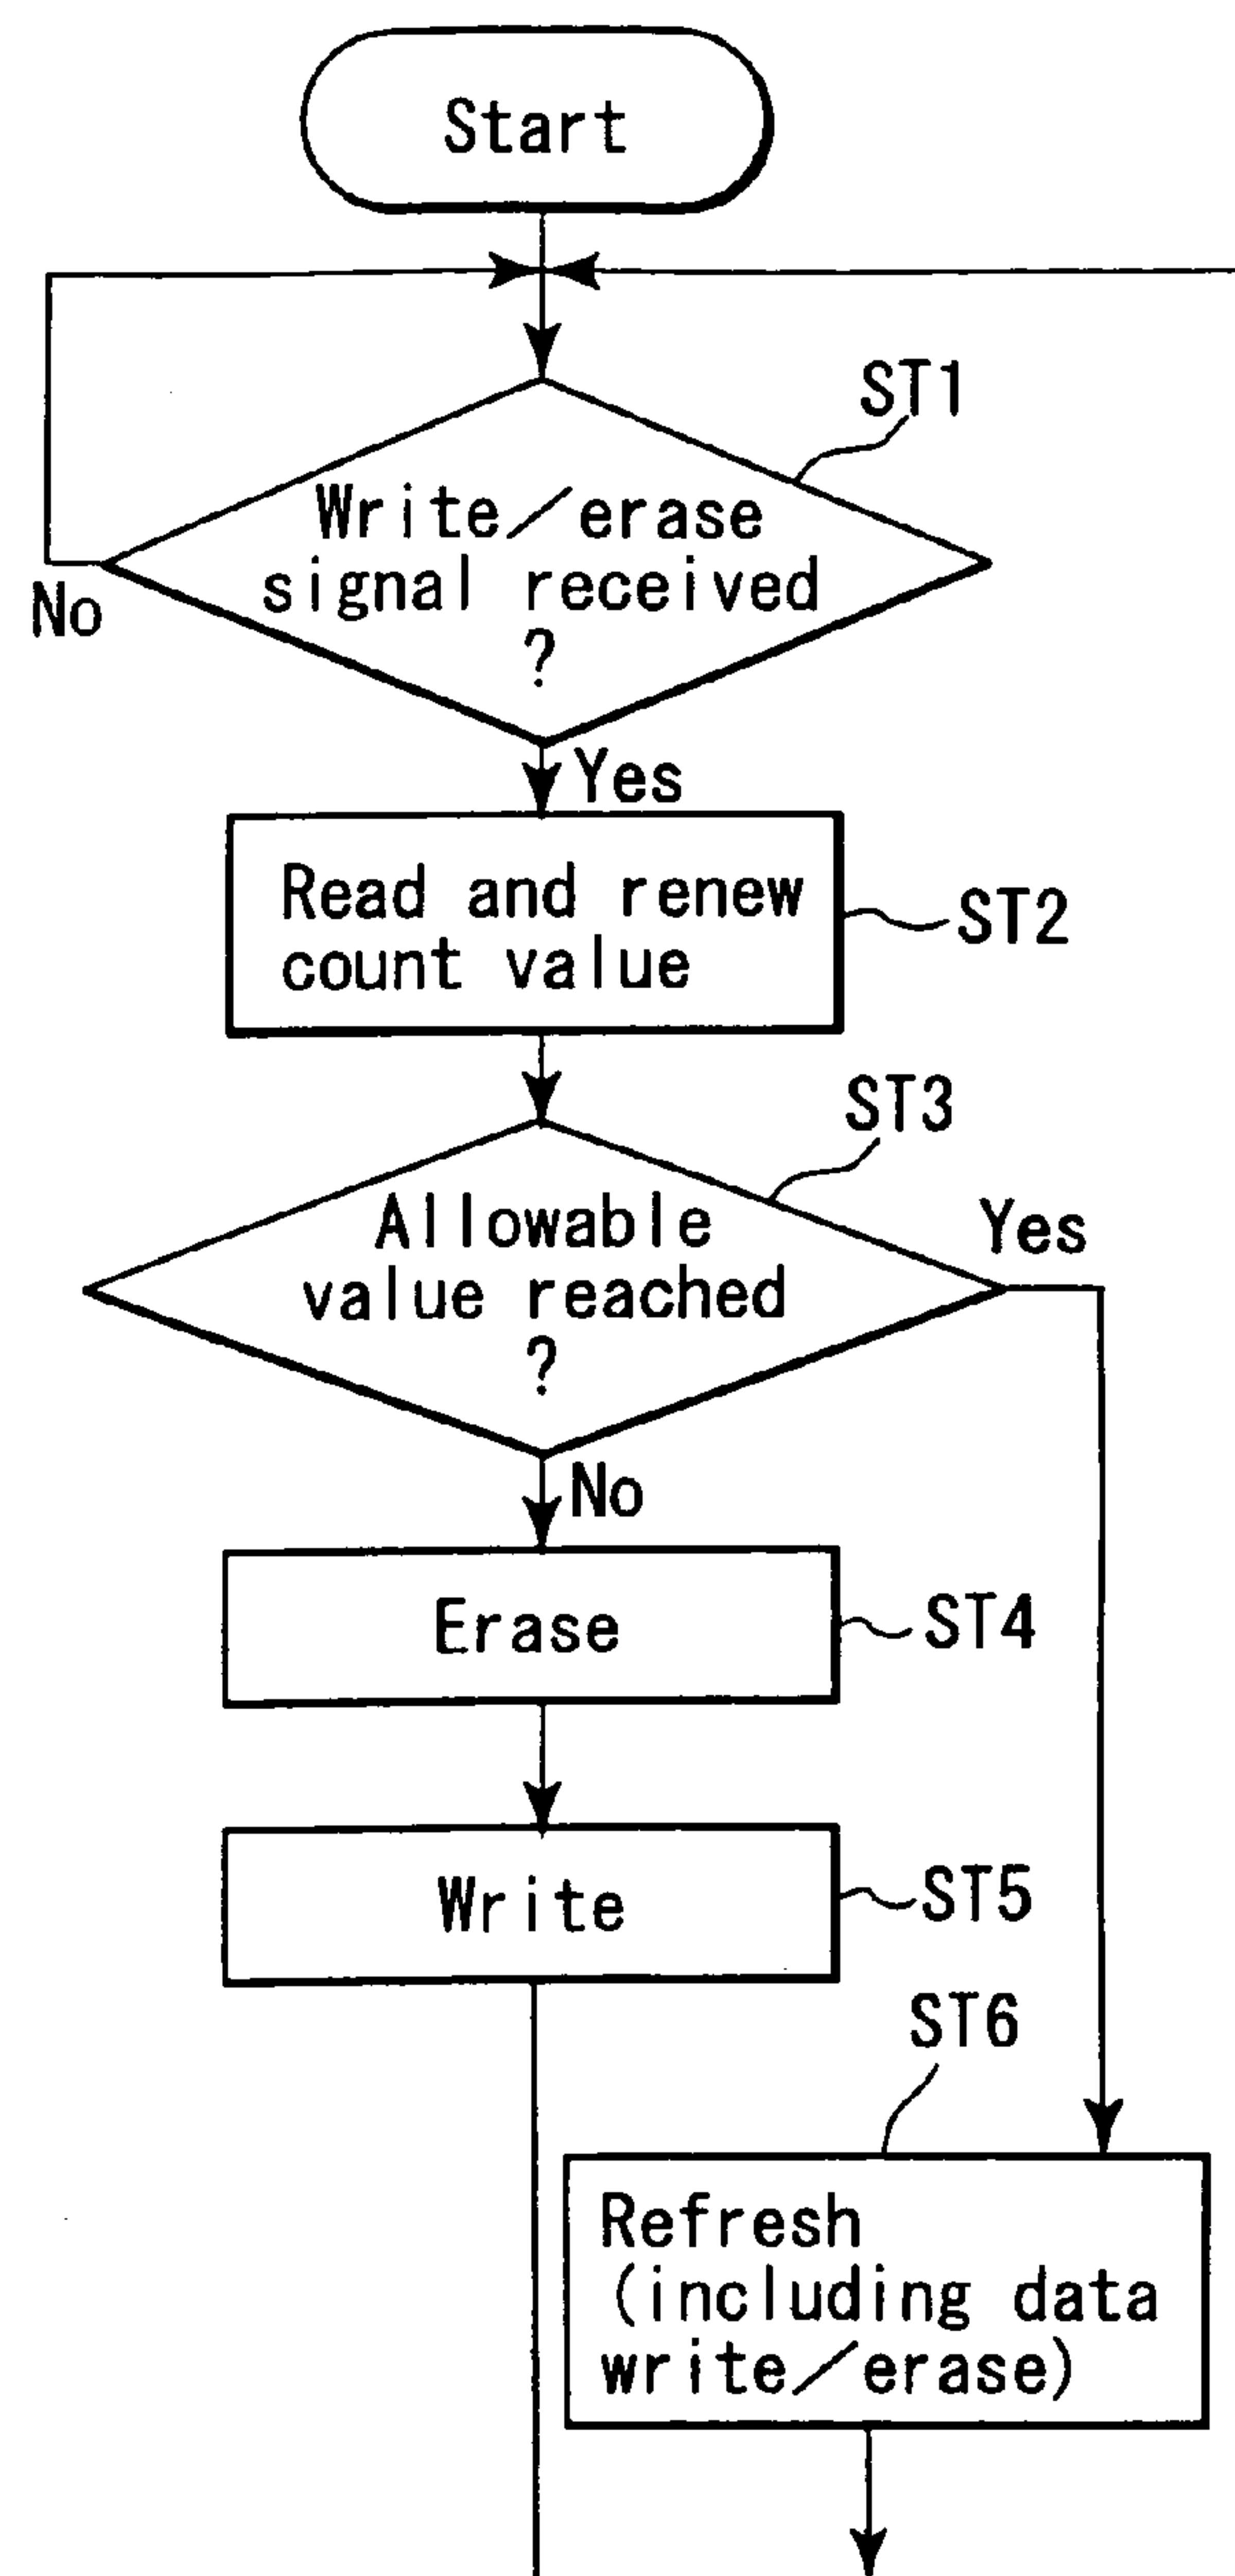 Start
ST1
Write/erase
signal received
?
No
Yes
Read and renew
count value
ST2
ST3
Allowable
value reached
?
Yes
No
Erase
ST4
Write
ST5
ST6
Refresh
(including data
write/erase)